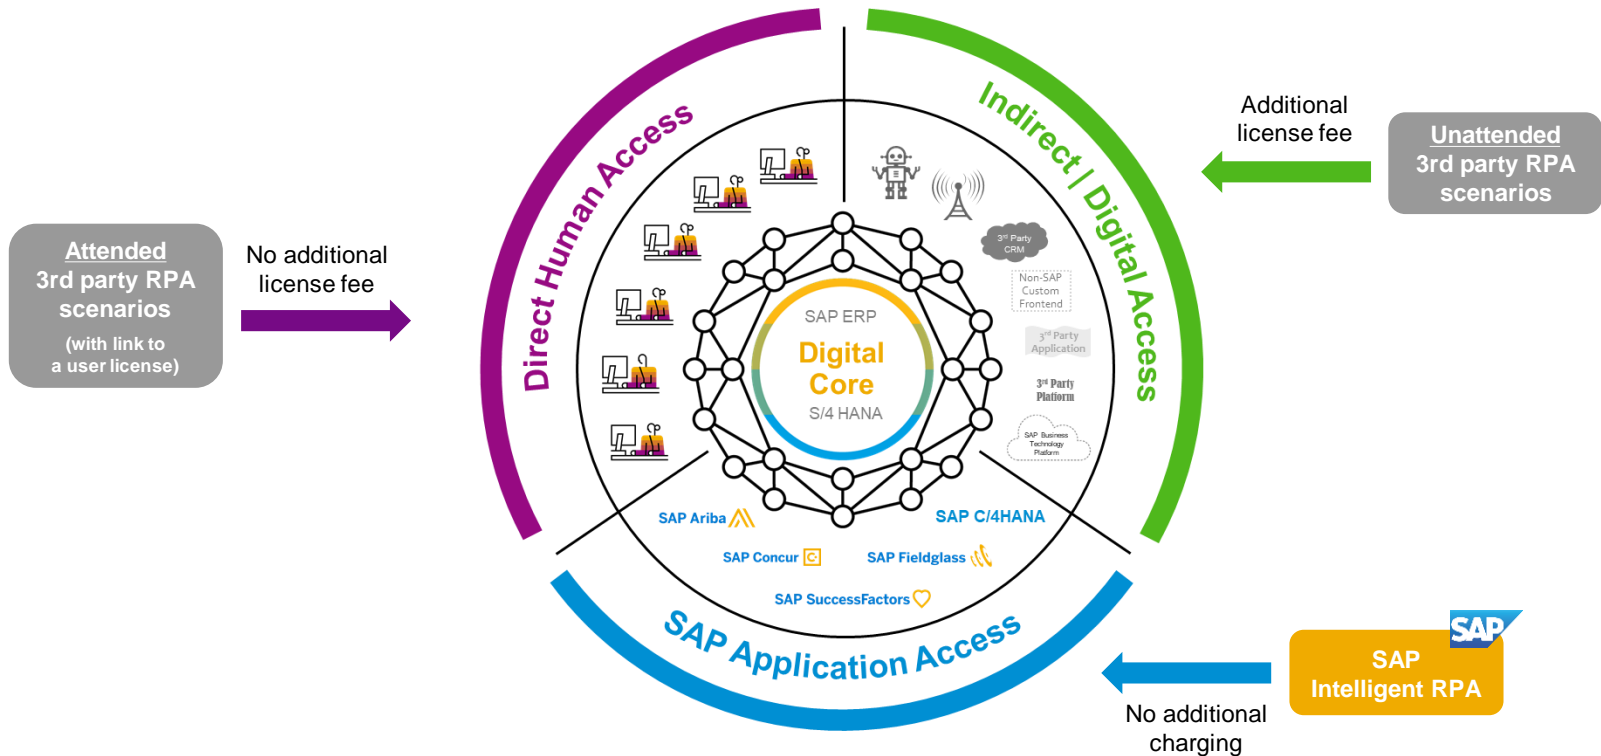 Direct Human Access
Indirect | Digital Access
SAP Application Access
Attended
3rd party RPA
scenarios
(with link to
a user license)
No additional
license fee
Additional
license fee
Unattended
3rd party RPA
scenarios
3rd Party
CRM
Non-SAP
Custom
Frontend
3rd Party
Application
3rd Party
Platform
SAP Business
Technology
Platform
SAP ERP
Digital
Core
S/4 HANA
SAP Ariba
SAP C/4HANA
SAP Concur
SAP Fieldglass
SAP SuccessFactors
SAP
SAP
Intelligent RPA
No additional
charging